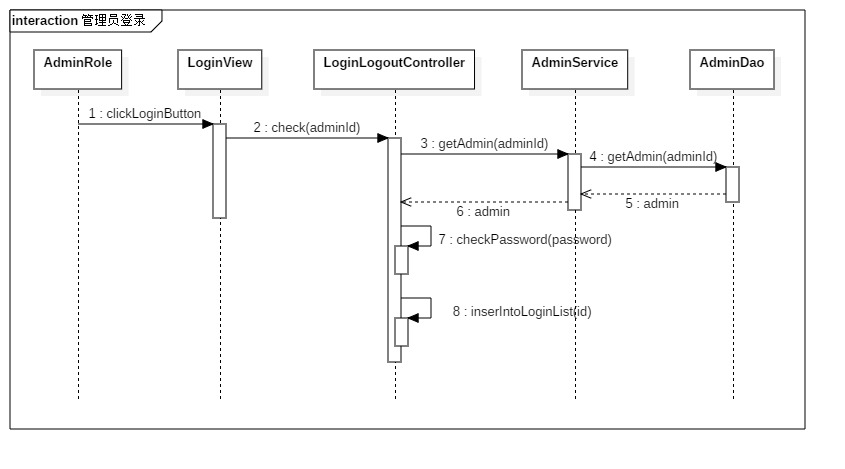 interaction 管理员登录
AdminRole
LoginView
LoginLogoutController
AdminService
AdminDao
1 : clickLoginButton
2 : check(adminId)
3 : getAdmin(adminId)
4 : getAdmin(adminId)
5 : admin
6 : admin
7 : checkPassword(password)
8 : inserIntoLoginList(id)